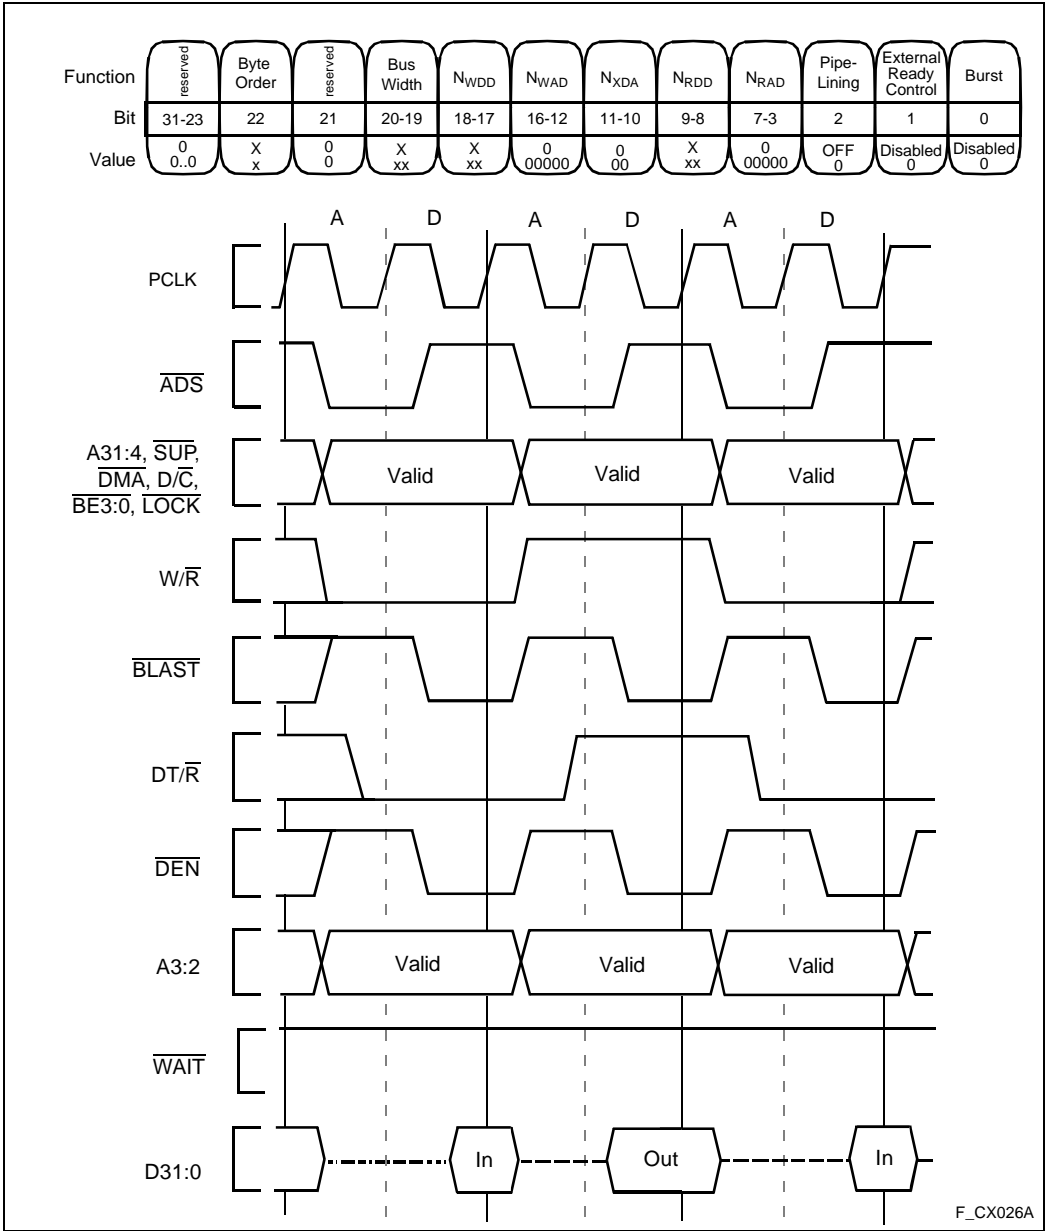 Function
reserved
Byte
Order
reserved
Bus
Width
NWDD
NWAD
NXDA
NRDD
NRAD
Pipe-
Lining
External
Ready
Control
Burst
Bit
31-23
22
21
20-19
18-17
16-12
11-10
9-8
7-3
2
1
0
Value
0
0..0
X
x
0
0
X
xx
X
xx
0
00000
0
00
X
xx
0
00000
OFF
0
Disabled
0
Disabled
0
A D A D A D
PCLK
ADS
A31:4, SUP,
DMA, D/C,
BE3:0, LOCK
Valid Valid Valid
W/R
BLAST
DT/R
DEN
A3:2
Valid Valid Valid
WAIT
D31:0
In Out In
F_CX026A